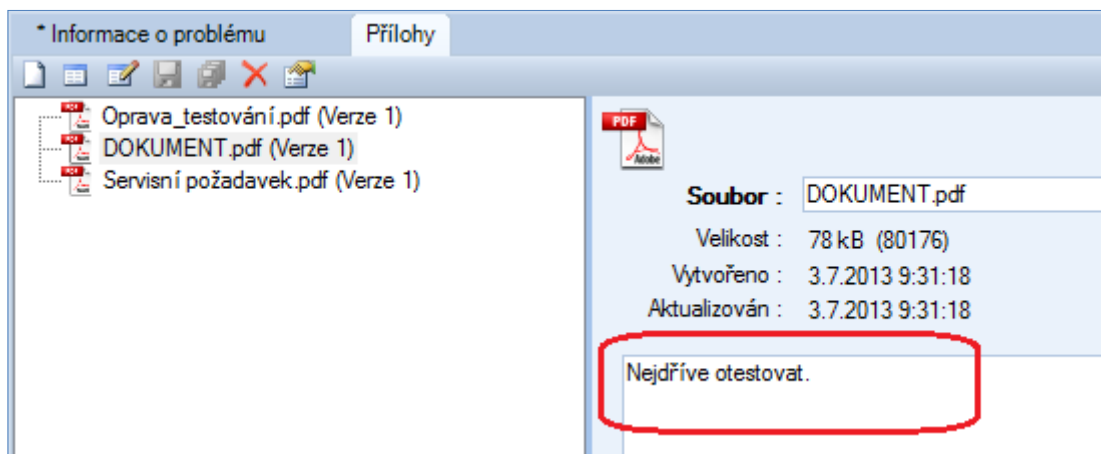 * Informace o problému
Přílohy
Oprava_testování.pdf (Verze 1)
DOKUMENT.pdf (Verze 1)
Servisní požadavek.pdf (Verze 1)
PDF
Adobe
Soubor : DOKUMENT.pdf
Velikost : 78 kB (80176)
Vytvořeno : 3.7.2013 9:31:18
Aktualizován : 3.7.2013 9:31:18
Nejdříve otestovat.